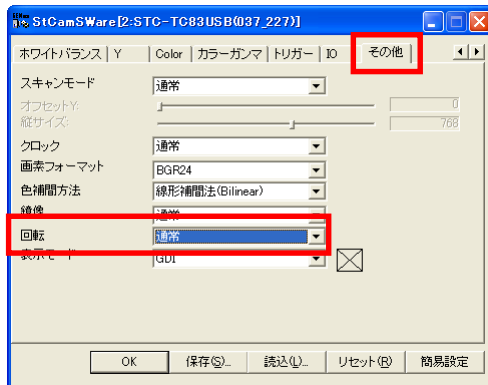 StCamSWare[2:STC-TC83USB(037_227)]
ホワイトバランス Y Color カラーガンマ トリガー IO その他
スキャンモード 通常
オフセットY: 0
縦サイズ: 768
クロック 通常
画素フォーマット BGR24
色補間方法 線形補間法(Bilinear)
鏡像 通常
回転 通常
表示モード GDI
OK 保存(S)... 読込(L)... リセット(R) 簡易設定